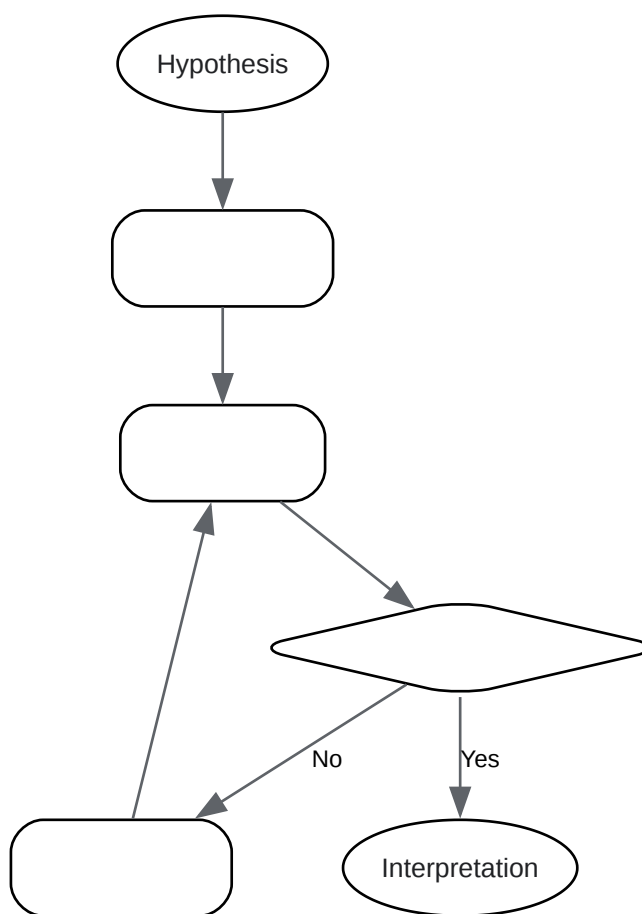 Hypothesis
No
Yes
Interpretation